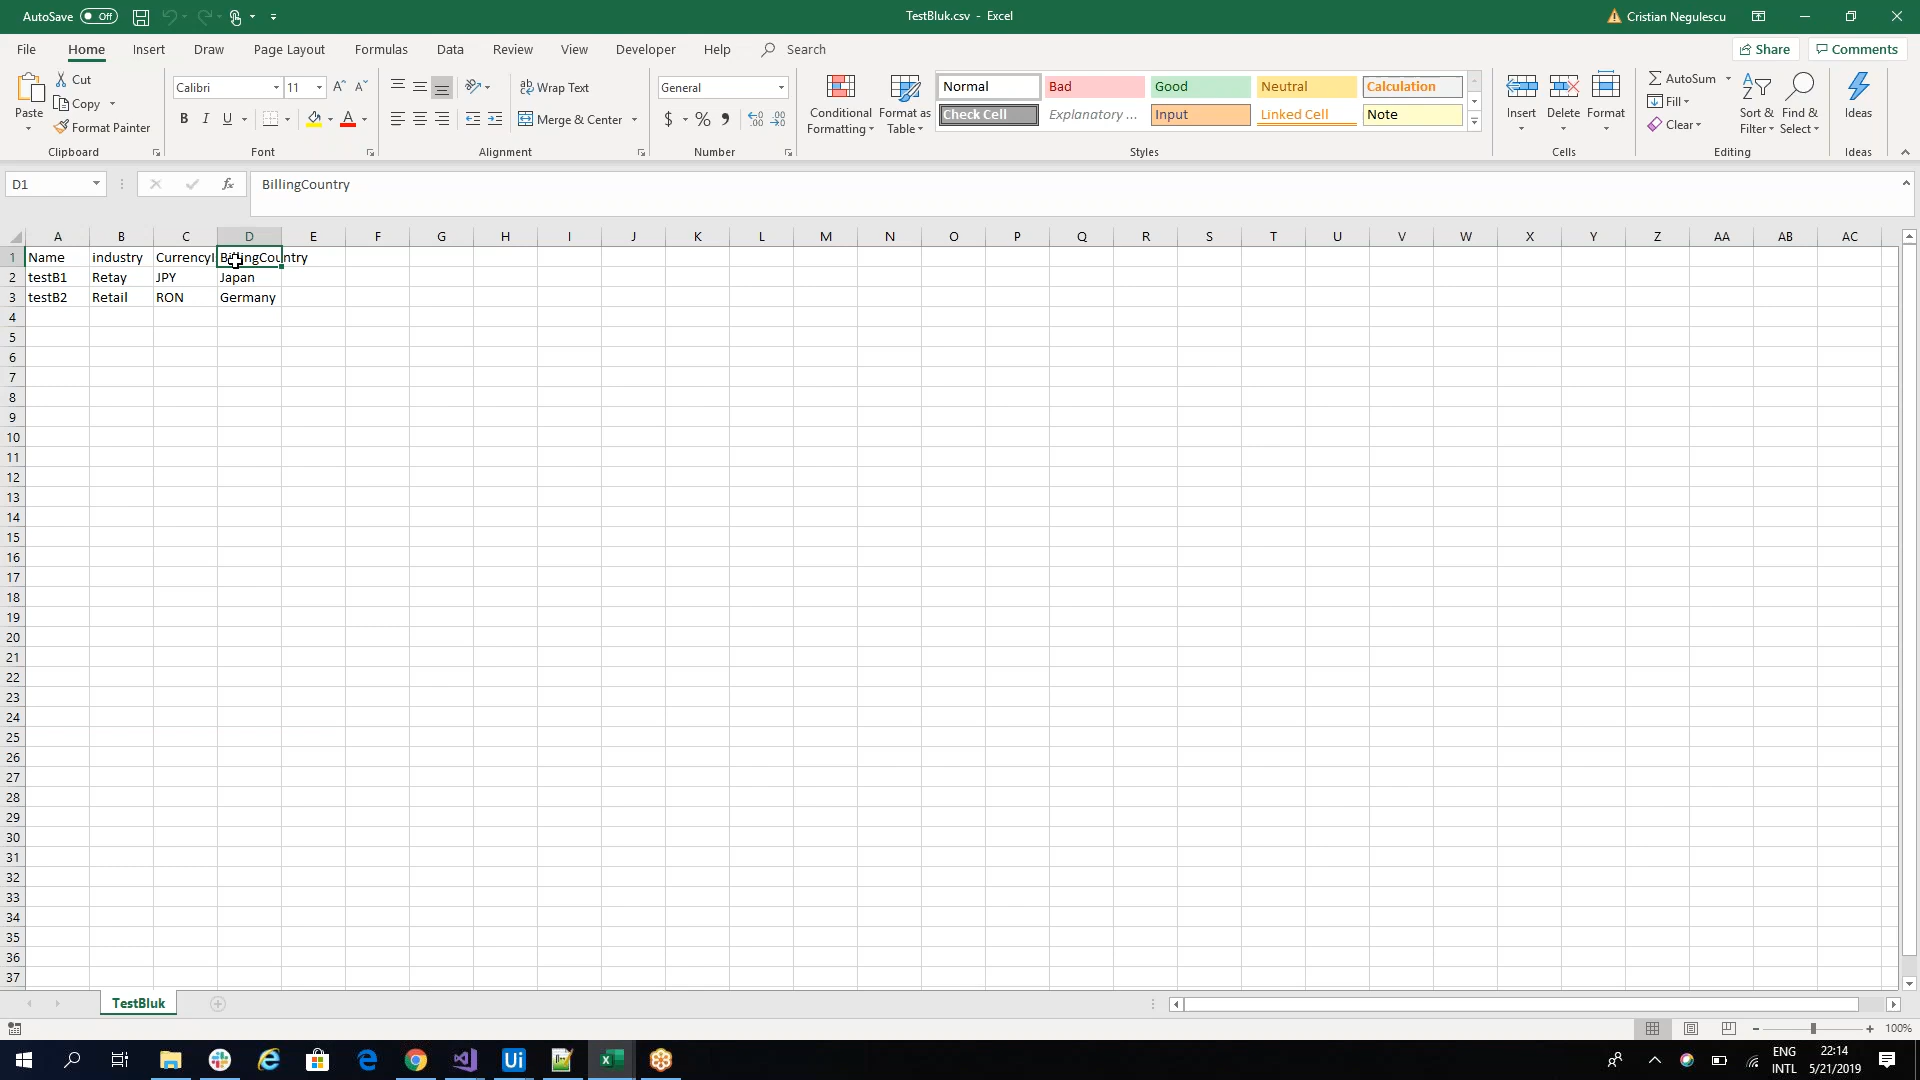 AutoSave Off TestBluk.csv - Excel Cristian Negulescu
File Home Insert Draw Page Layout Formulas Data Review View Developer Help Search Share Comments
Cut
Copy
Format Painter
Paste
Clipboard
Calibri 11
B I U
Font
Wrap Text
Merge & Center
Alignment
General
$ %
Number
Conditional Formatting
Format as Table
Normal Bad Good Neutral Calculation
Check Cell Explanatory ... Input Linked Cell Note
Styles
Insert Delete Format
Cells
AutoSum
Fill
Clear
Sort & Filter
Find & Select
Editing
Ideas
Ideas
D1 fx BillingCountry
A B C D E F G H I J K L M N O P Q R S T U V W X Y Z AA AB AC
1 Name industry CurrencyI BillingCountry
2 testB1 Retay JPY Japan
3 testB2 Retail RON Germany
4
5
6
7
8
9
10
11
12
13
14
15
16
17
18
19
20
21
22
23
24
25
26
27
28
29
30
31
32
33
34
35
36
37
TestBluk
100%
ENG INTL
22:14
5/21/2019